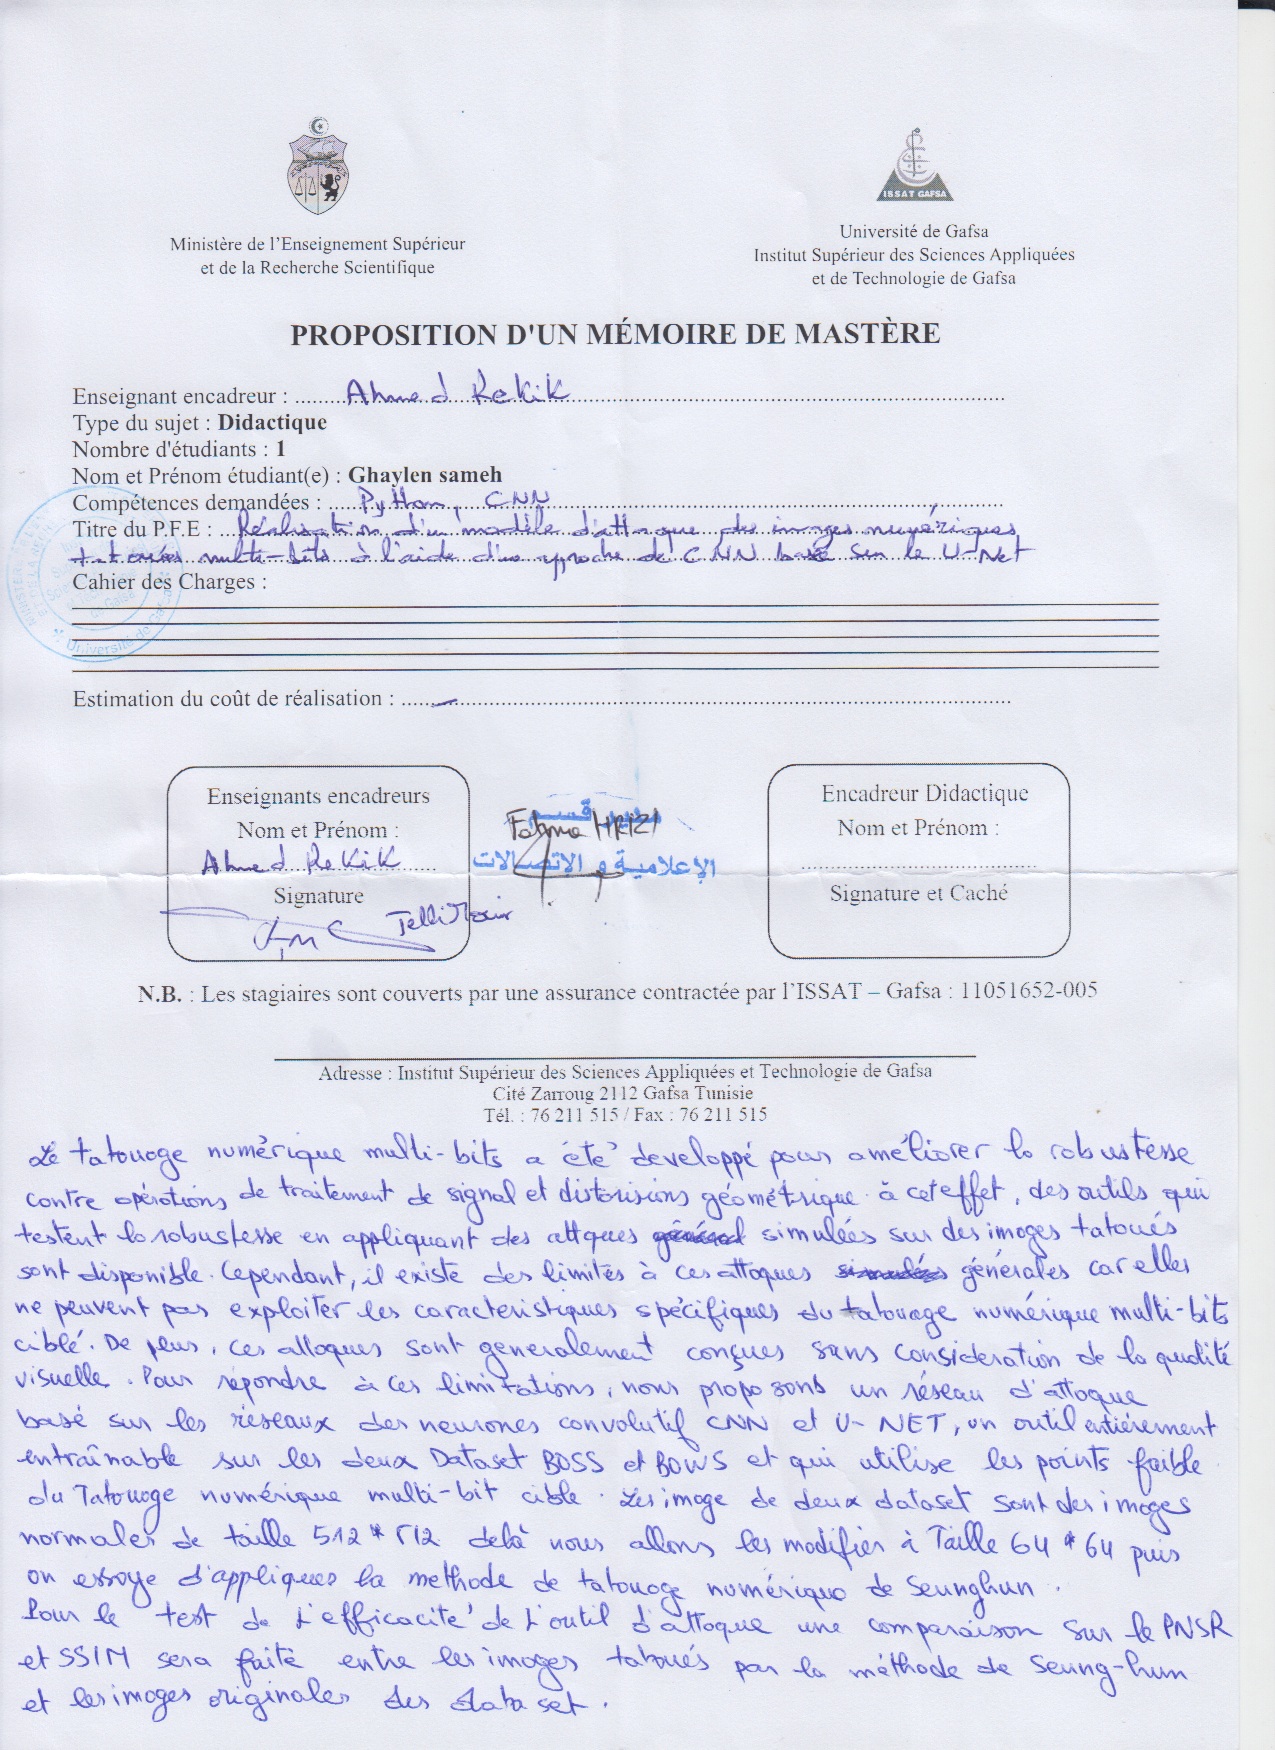 ISSAT GAFSA
Ministère de l'Enseignement Supérieur
et de la Recherche Scientifique
Université de Gafsa
Institut Supérieur des Sciences Appliquées
et de Technologie de Gafsa
PROPOSITION D'UN MÉMOIRE DE MASTÈRE
Enseignant encadreur : Ahmed Rekik
Type du sujet : Didactique
Nombre d'étudiants : 1
Nom et Prénom étudiant(e) : Ghaylen sameh
Compétences demandées : Python, CNN
Titre du P.F.E : Réalisation d'un modèle d'attaque des images numériques
tatoués multi-bits à l'aide d'une aproche de CNN basé sur le U-Net
Cahier des Charges :
Université de Gafsa
Estimation du coût de réalisation : –
Enseignants encadreurs
Nom et Prénom :
Ahmed Rekik
Signature
Telli
Fatma HRIZI
مدير قسم
الإعلامية و الاتصالات
Encadreur Didactique
Nom et Prénom :
Signature et Caché
N.B. : Les stagiaires sont couverts par une assurance contractée par l'ISSAT – Gafsa : 11051652-005
Adresse : Institut Supérieur des Sciences Appliquées et Technologie de Gafsa
Cité Zarroug 2112 Gafsa Tunisie
Tél. : 76 211 515 / Fax : 76 211 515
Le tatouage numérique multi-bits a été developpé pour améliorer la robustesse
contre opérations de traitement de signal et distorisions géométrique. à cet effet, des outils qui
testent la robustesse en appliquant des attques simulées sur des images tatoués
sont disponible. Cependant, il existe des limites à ces attaques générales car elles
ne peuvent pas exploiter les caracteristiques spécifiques du tatouage numérique multi-bits
ciblé. De plus, ces attaques sont generalement conçues sans consideration de la qualité
visuelle. Pour répondre à ces limitations, nous proposons un réseau d'attaque
basé sur les réseaux des neurones convolutif CNN et U-NET, un outil entiérement
entraînable sur les deux Dataset BOSS et BOWS et qui utilise les points faible
du Tatouage numérique multi-bit cible. Les image de deux dataset sont des images
normales de taille 512 * 512 delà nous allons les modifier à Taille 64 * 64 puis
on essaye d'appliquer la methode de tatouage numérique de Seunghun.
Pour le test de L'efficacité de L'outil d'attaque une comparaison sur le PNSR
et SSIM sera faite entre les images tatoués par la méthode de Seung-hun
et les images originales des data set.